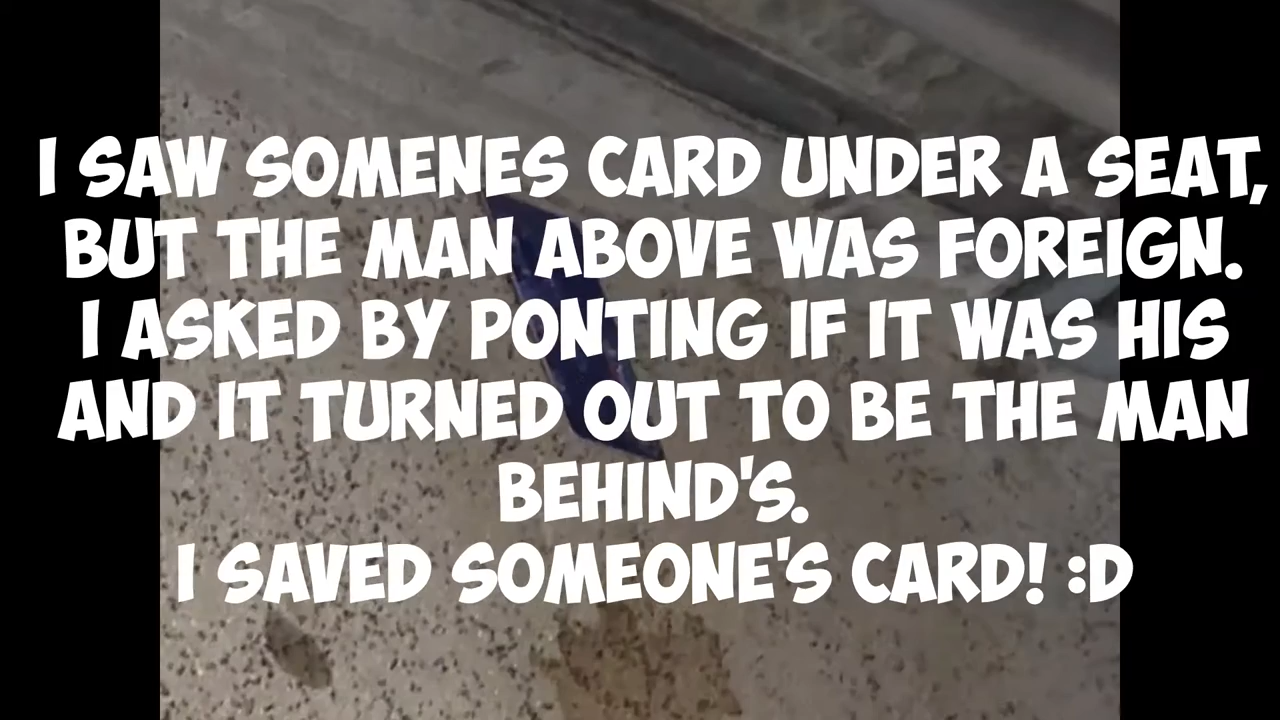 I SAW SOMENES CARD UNDER A SEAT,
BUT THE MAN ABOVE WAS FOREIGN.
I ASKED BY PONTING IF IT WAS HIS
AND IT TURNED OUT TO BE THE MAN
BEHIND'S.
I SAVED SOMEONE'S CARD! :D